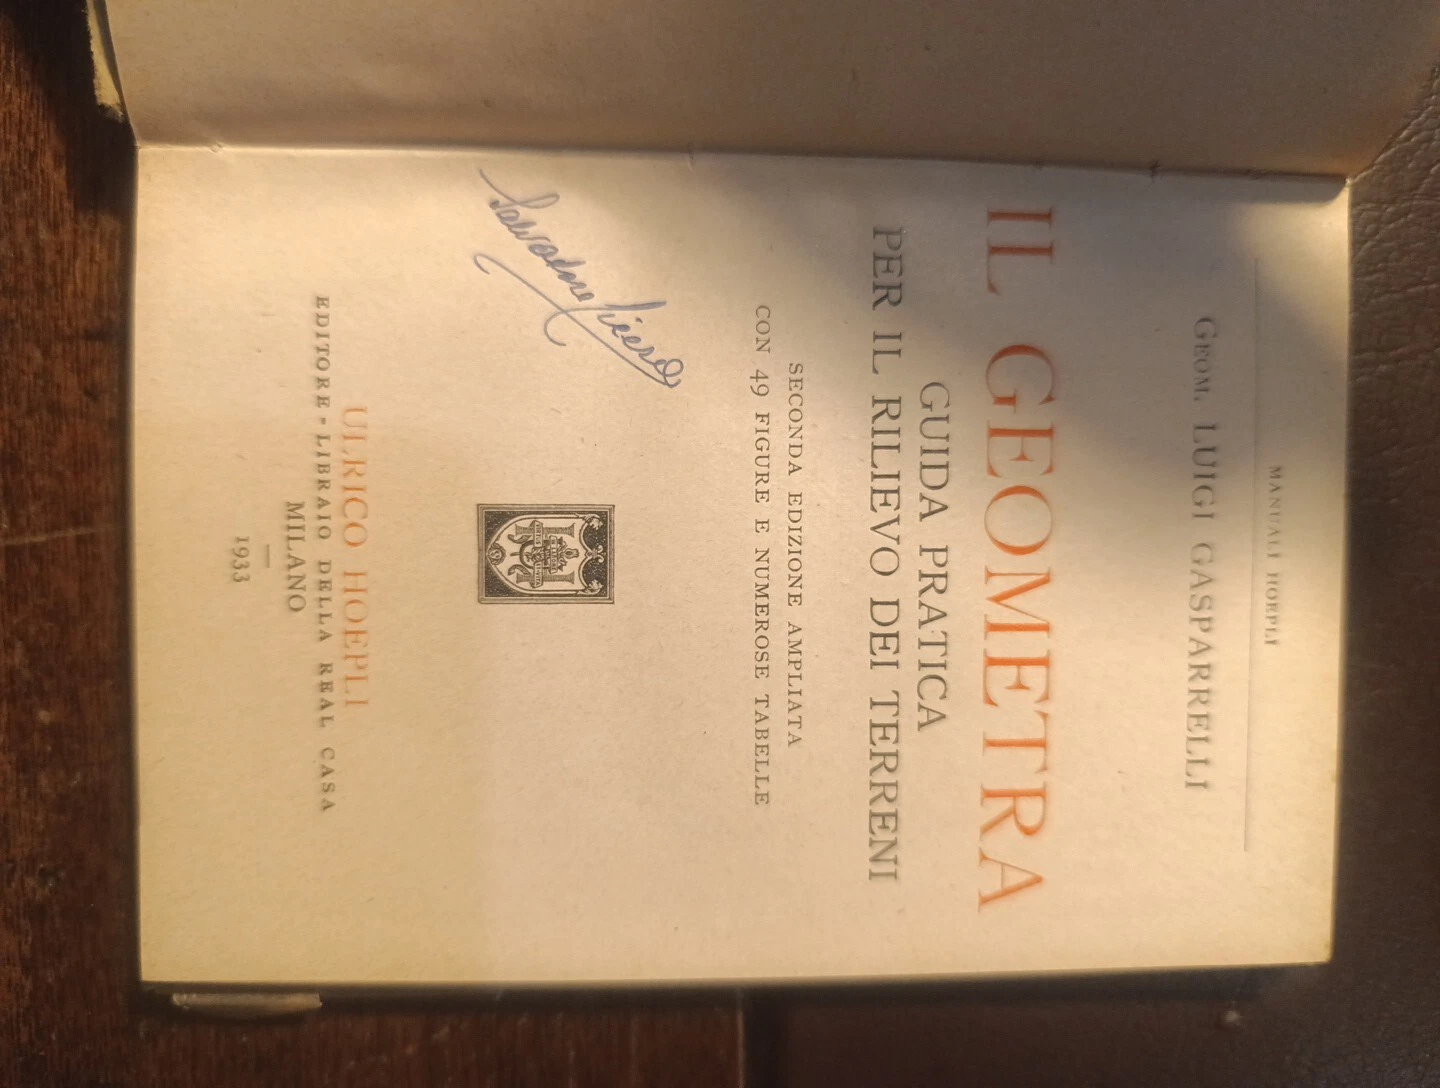 MANUALI HOEPLI
GEOM. LUIGI GASPARRELLI
IL GEOMETRA
GUIDA PRATICA
PER IL RILIEVO DEI TERRENI
SECONDA EDIZIONE AMPLIATA
CON 49 FIGURE E NUMEROSE TABELLE
ULRICO HOEPLI
EDITORE-LIBRAIO DELLA REAL CASA
MILANO
1933